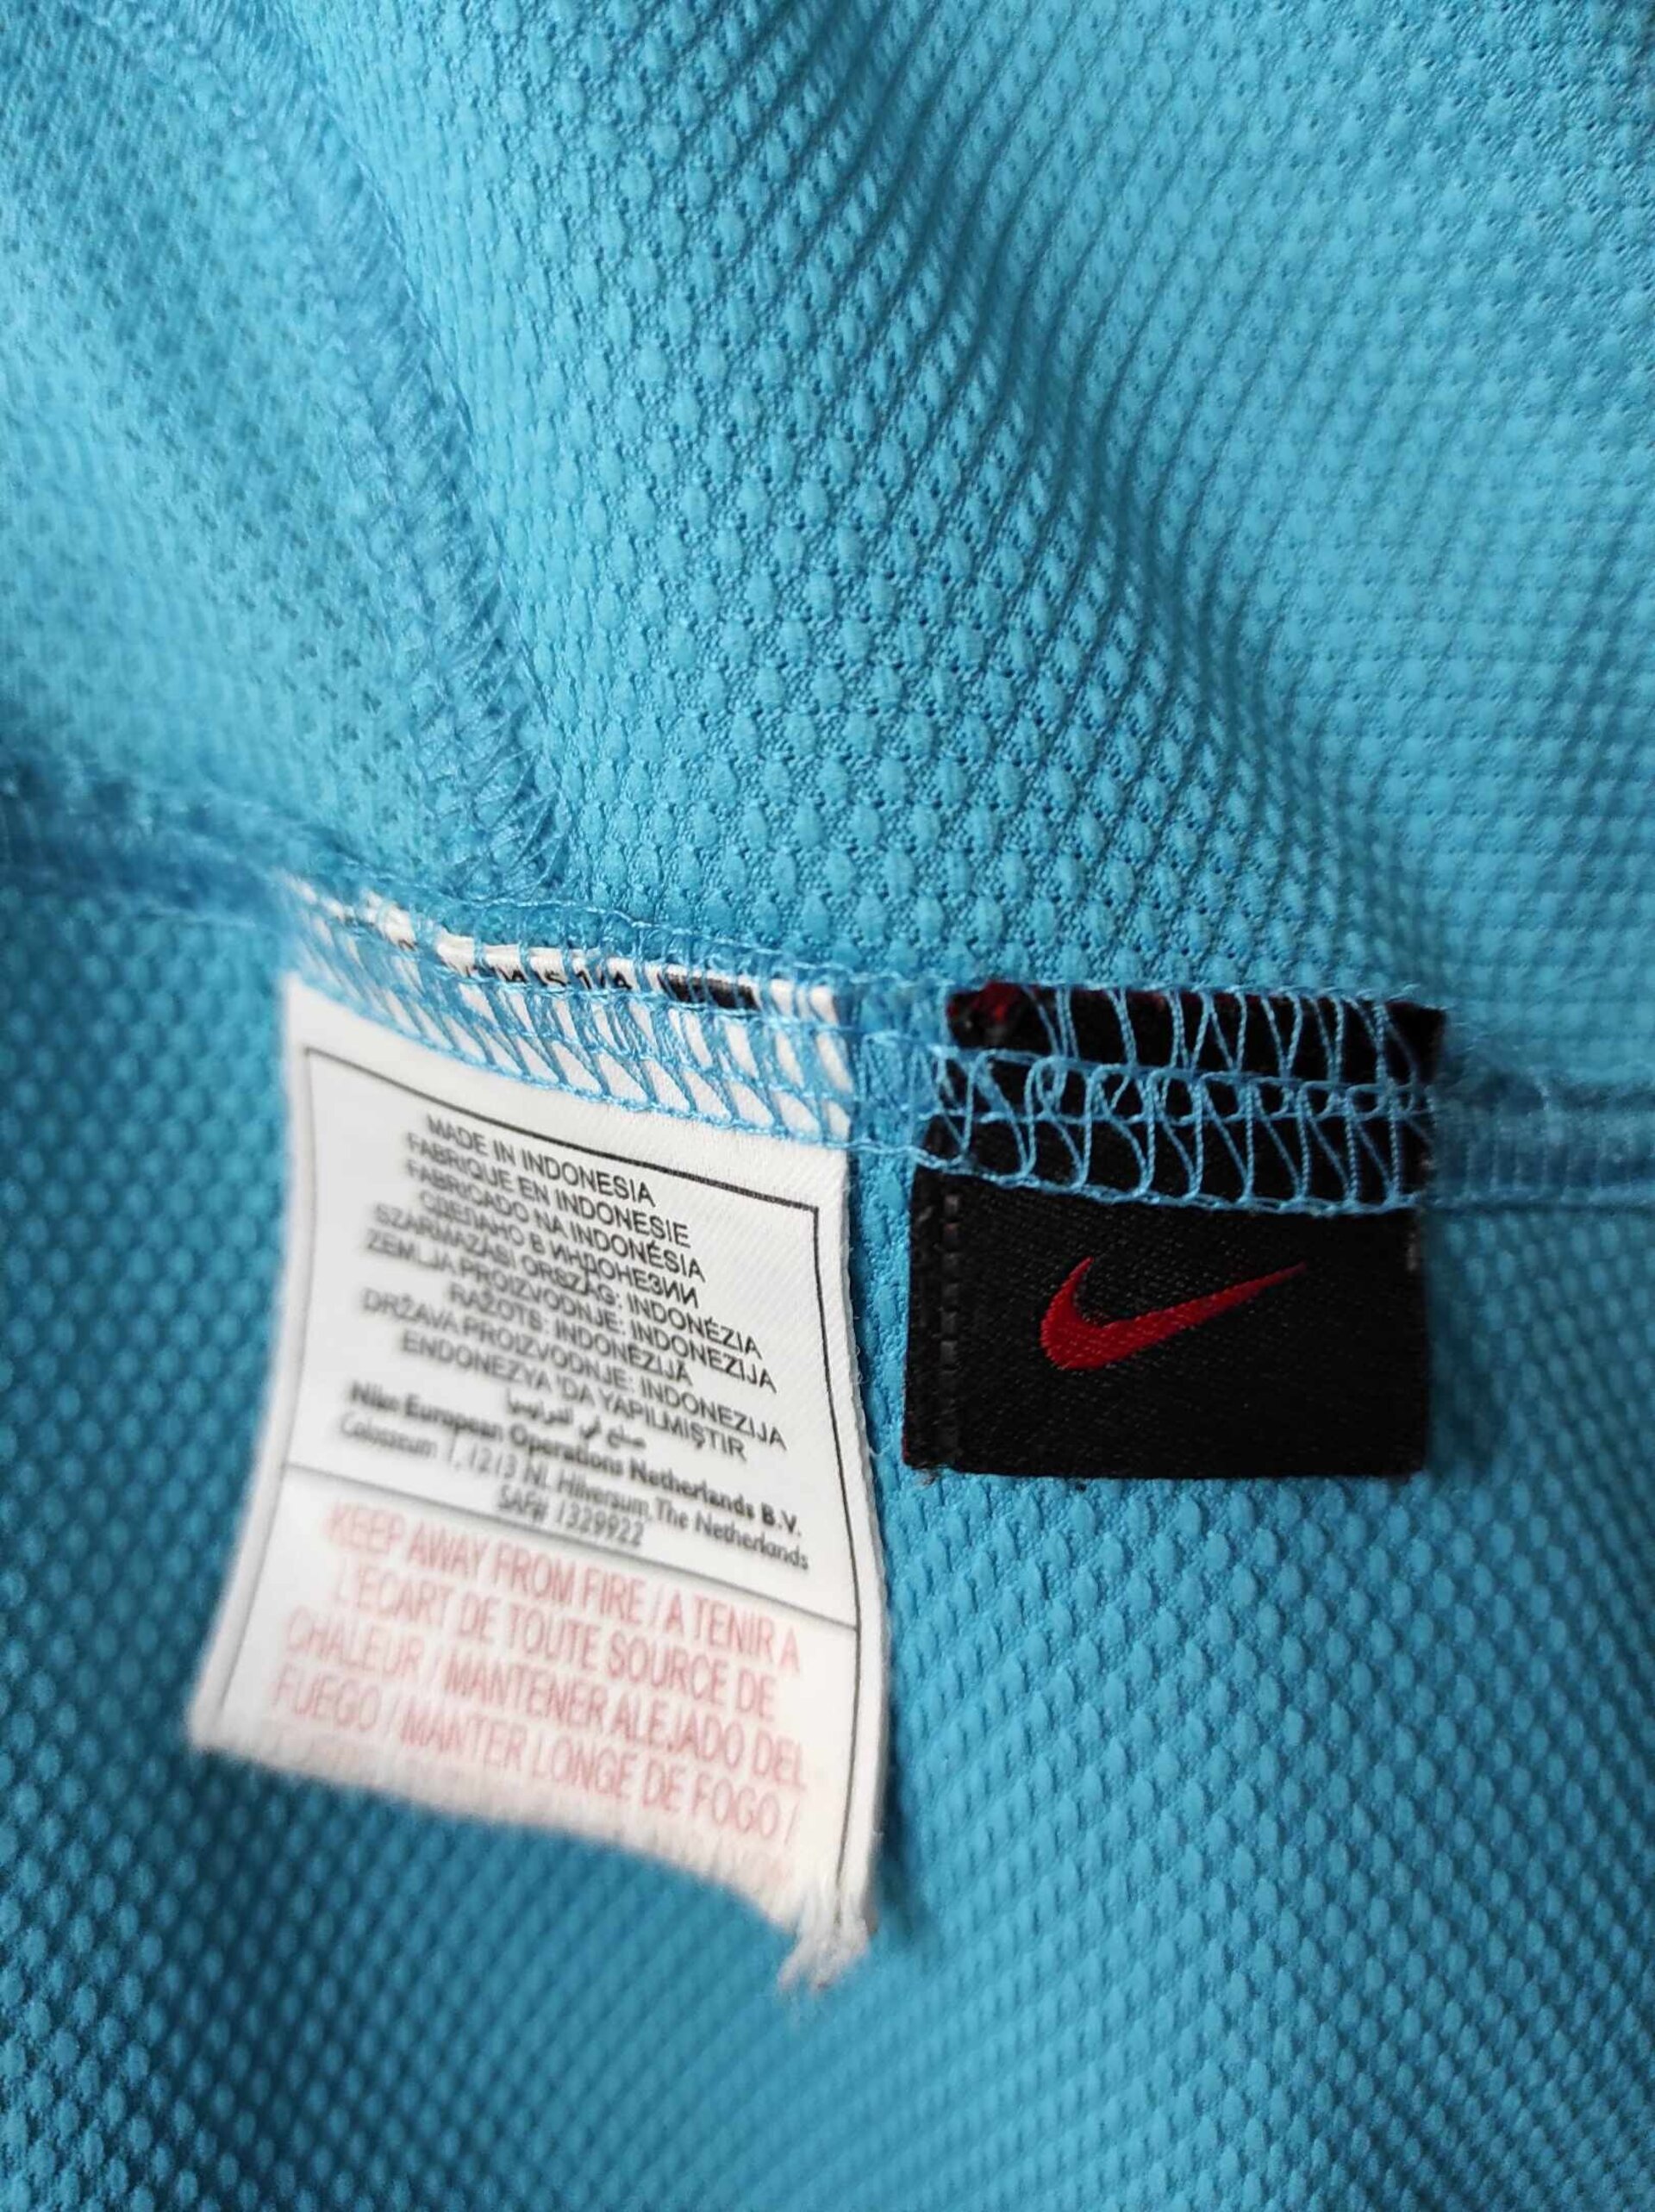 MADE IN INDONESIA
FABRIQUE EN INDONESIE
FABRICADO NA INDONÉSIA
СДЕЛАНО В ИНДОНЕЗИИ
SZÁRMAZÁSI ORSZÁG: INDONÉZIA
ZEMLJA PROIZVODNJE: INDONEZIJA
RAŽOTS: INDONĒZIJĀ
DRŽAVA PROIZVODNJE: INDONEZIJA
ENDONEZYA 'DA YAPILMIŞTIR
صنع في
Nike European Operations Netherlands B.V.
Colosseum 1, 1213 NL Hilversum, The Netherlands
SAF# 1329922
KEEP AWAY FROM FIRE / A TENIR A
L'ECART DE TOUTE SOURCE DE
CHALEUR / MANTENER ALEJADO DEL
FUEGO / MANTER LONGE DE FOGO /